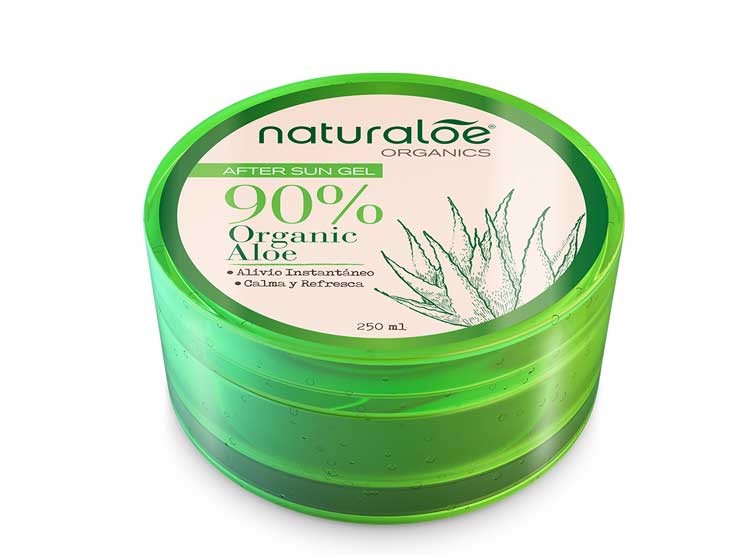 naturaloe®
ORGANICS
AFTER SUN GEL
90%
Organic
Aloe
• Alivio Instantáneo
• Calma y Refresca
250 ml